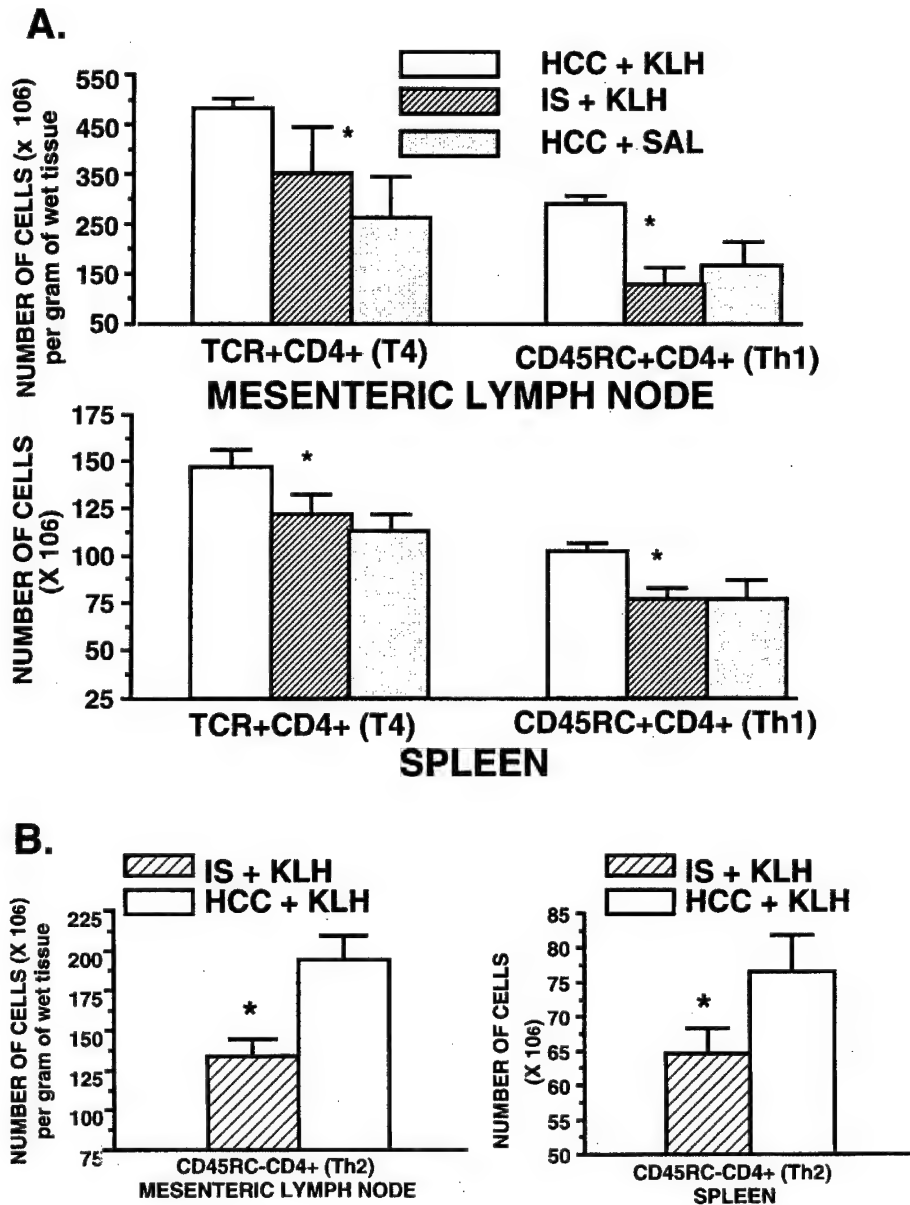 A.
HCC + KLH
IS + KLH
HCC + SAL
NUMBER OF CELLS (x 106)
per gram of wet tissue
550
450
350
250
150
50
TCR+CD4+ (T4)
CD45RC+CD4+ (Th1)
MESENTERIC LYMPH NODE
NUMBER OF CELLS
(X 106)
175
150
125
100
75
50
25
TCR+CD4+ (T4)
CD45RC+CD4+ (Th1)
SPLEEN
*
*
*
*
B.
IS + KLH
HCC + KLH
NUMBER OF CELLS (X 106)
per gram of wet tissue
225
200
175
150
125
100
75
*
CD45RC-CD4+ (Th2)
MESENTERIC LYMPH NODE
IS + KLH
HCC + KLH
NUMBER OF CELLS
(X 106)
85
80
75
70
65
60
55
50
*
CD45RC-CD4+ (Th2)
SPLEEN